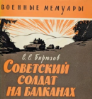 ВОЕННЫЕ МЕМУАРЫ
С.С. Бирюзов
СОВЕТСКИЙ
СОЛДАТ
НА БАЛКАНАХ